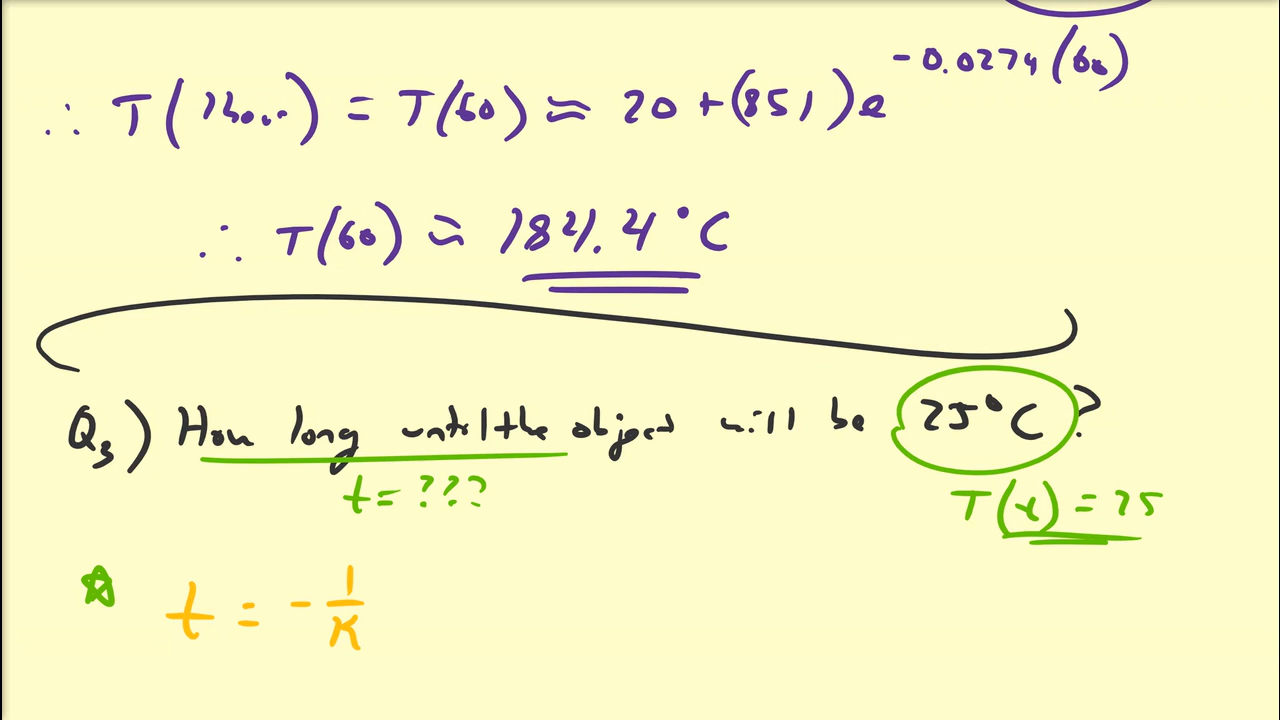 -0.0274(60)
∴ T(1hour) = T(60) ≈ 20 + (851)e
∴ T(60) ≈ 184.4°C
Q3) How long until the object will be 25°C?
t = ???
T(t) = 25
t = - 1/K